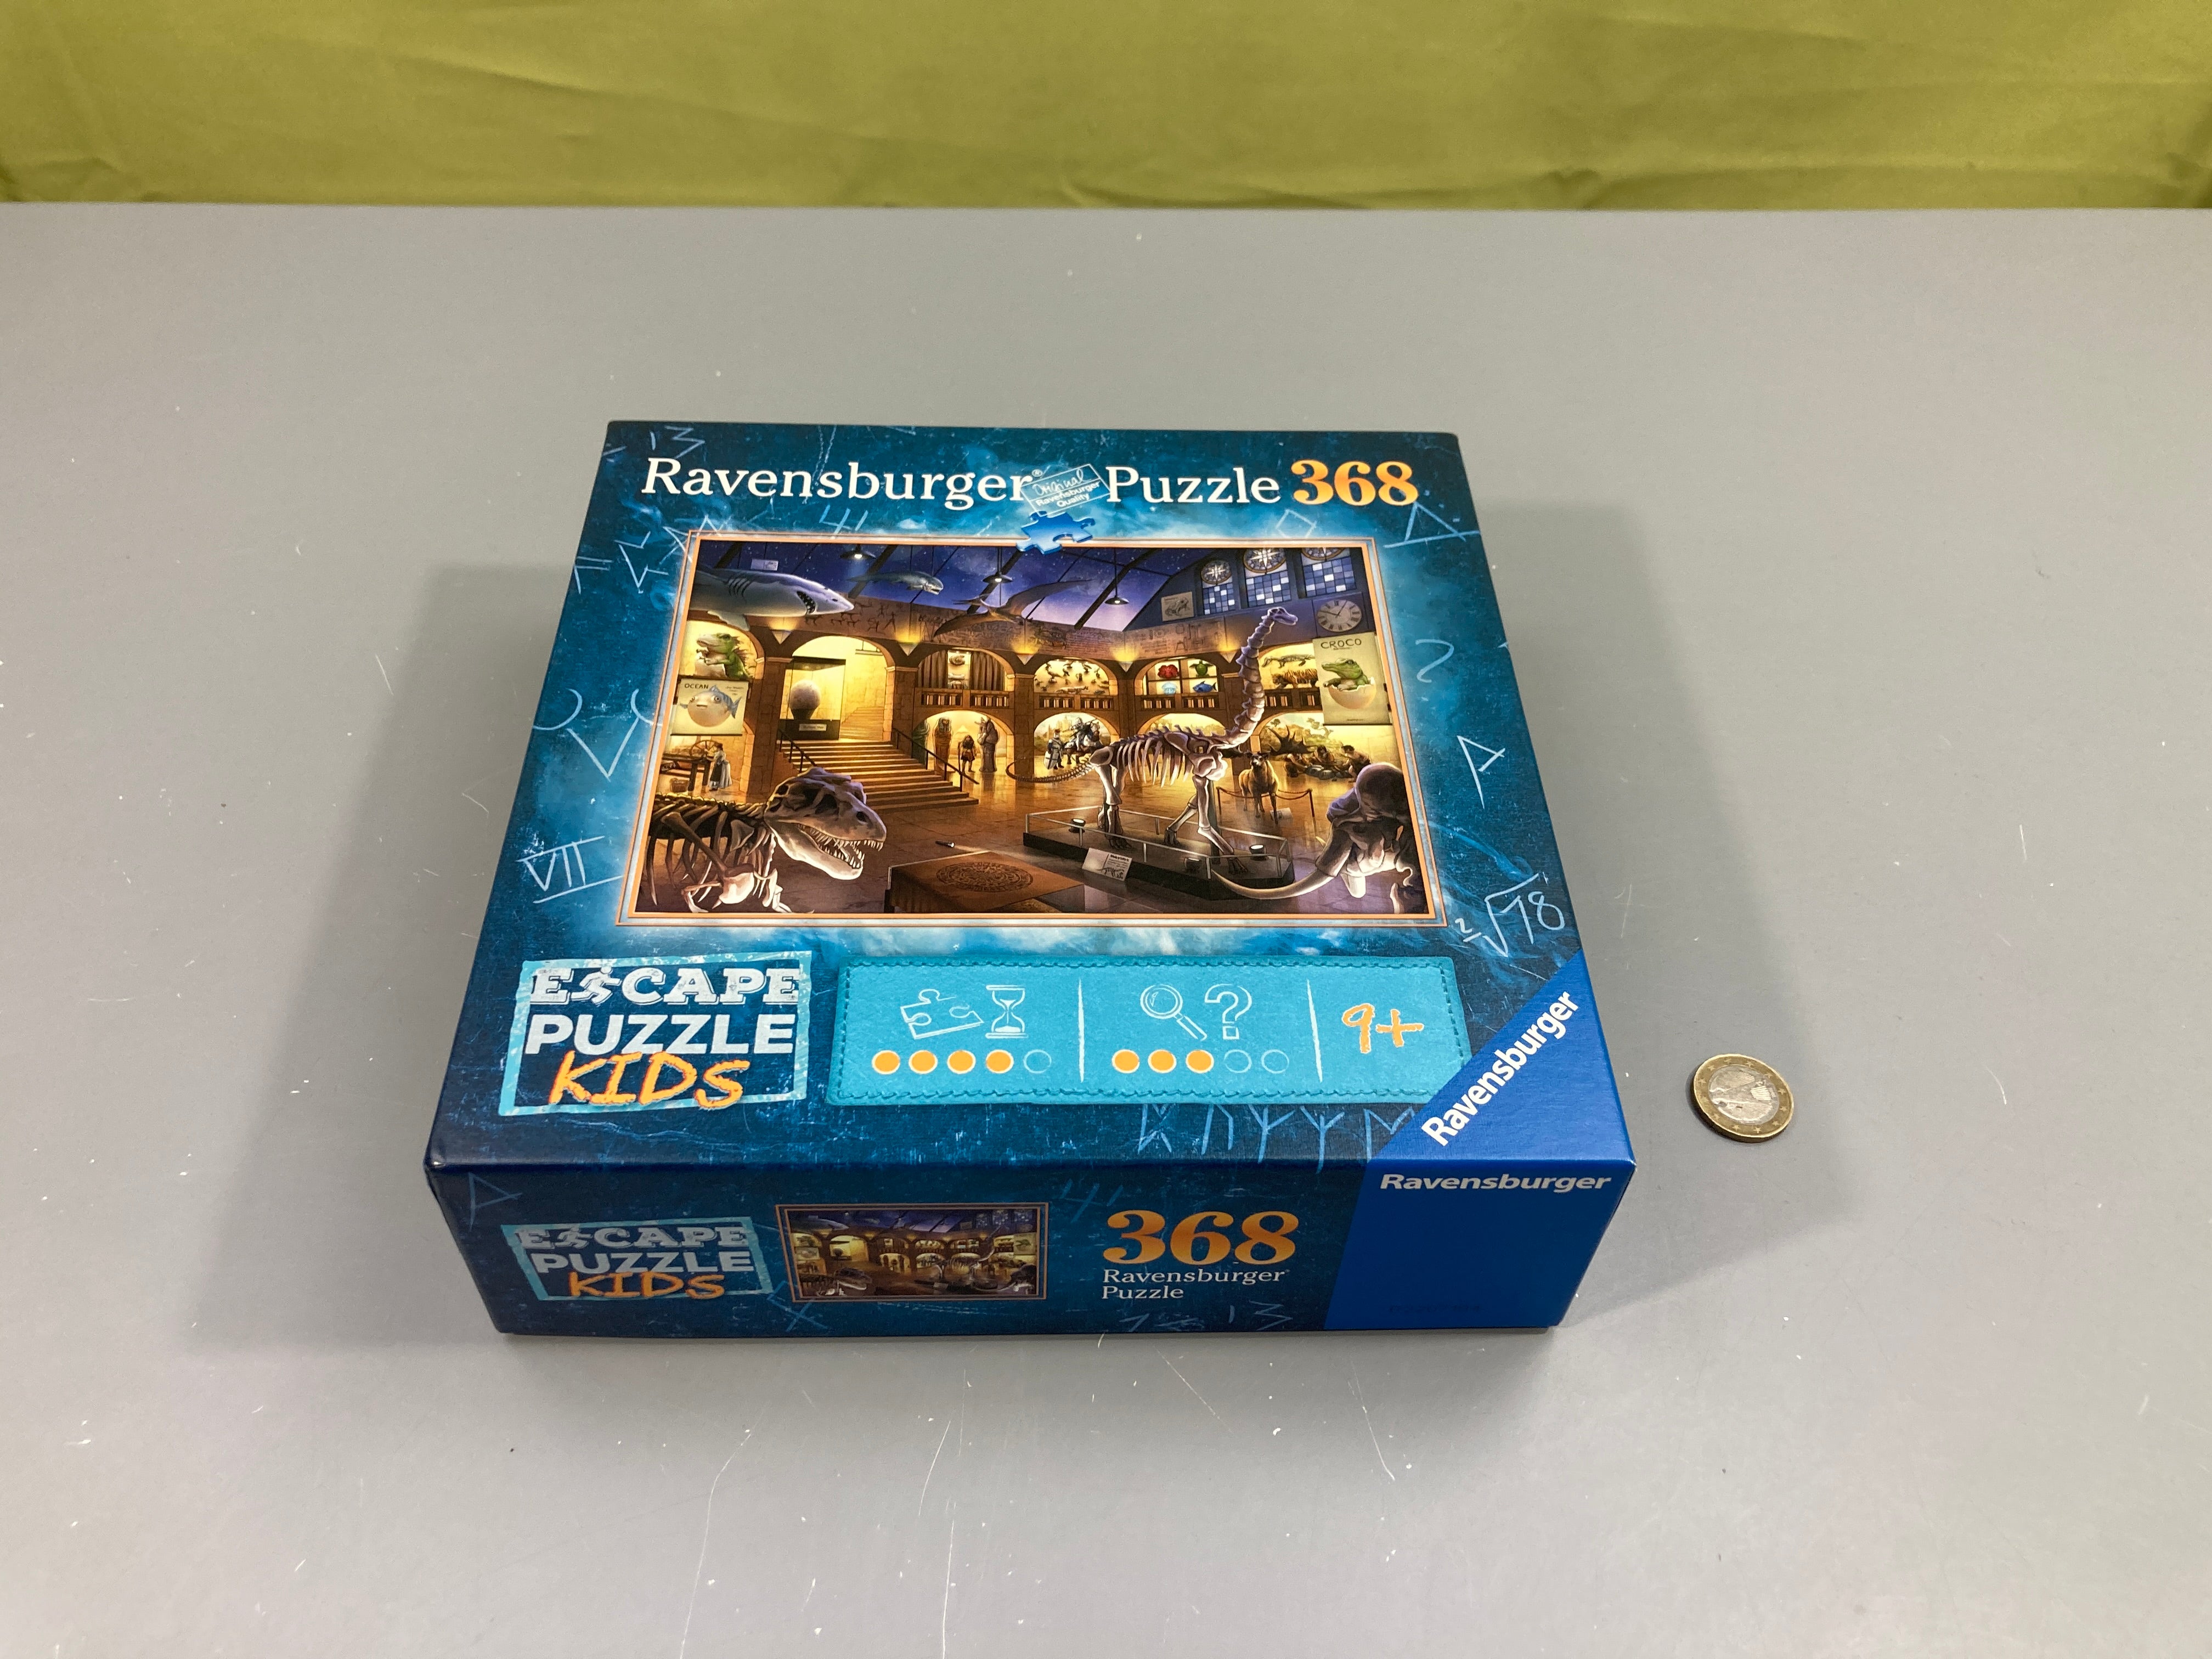 Ravensburger® Puzzle 368
Original
Ravensburger
Quality
CROCO
OCEAN
VII
2 √78
ESCAPE
PUZZLE
KIDS
9+
Ravensburger
Ravensburger
ESCAPE
PUZZLE
KIDS
368
Ravensburger®
Puzzle